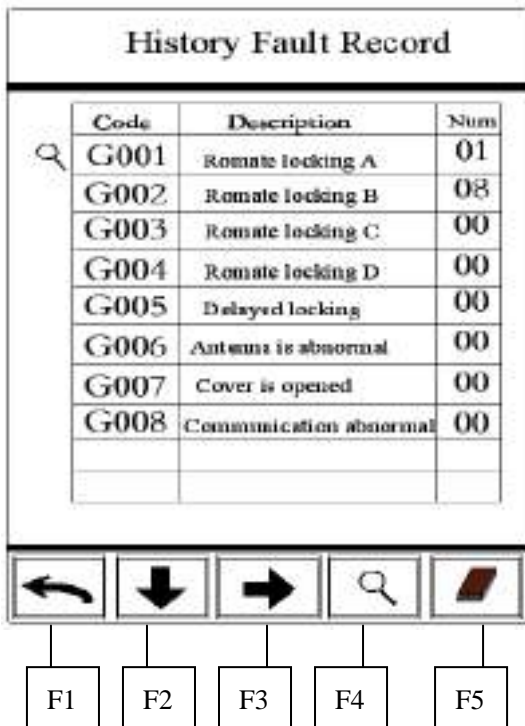 History Fault Record
Code Description Num
G001 Romate locking A 01
G002 Romate locking B 08
G003 Romate locking C 00
G004 Romate locking D 00
G005 Delayed locking 00
G006 Antenna is abnormal 00
G007 Cover is opened 00
G008 Communication abnormal 00
F1 F2 F3 F4 F5